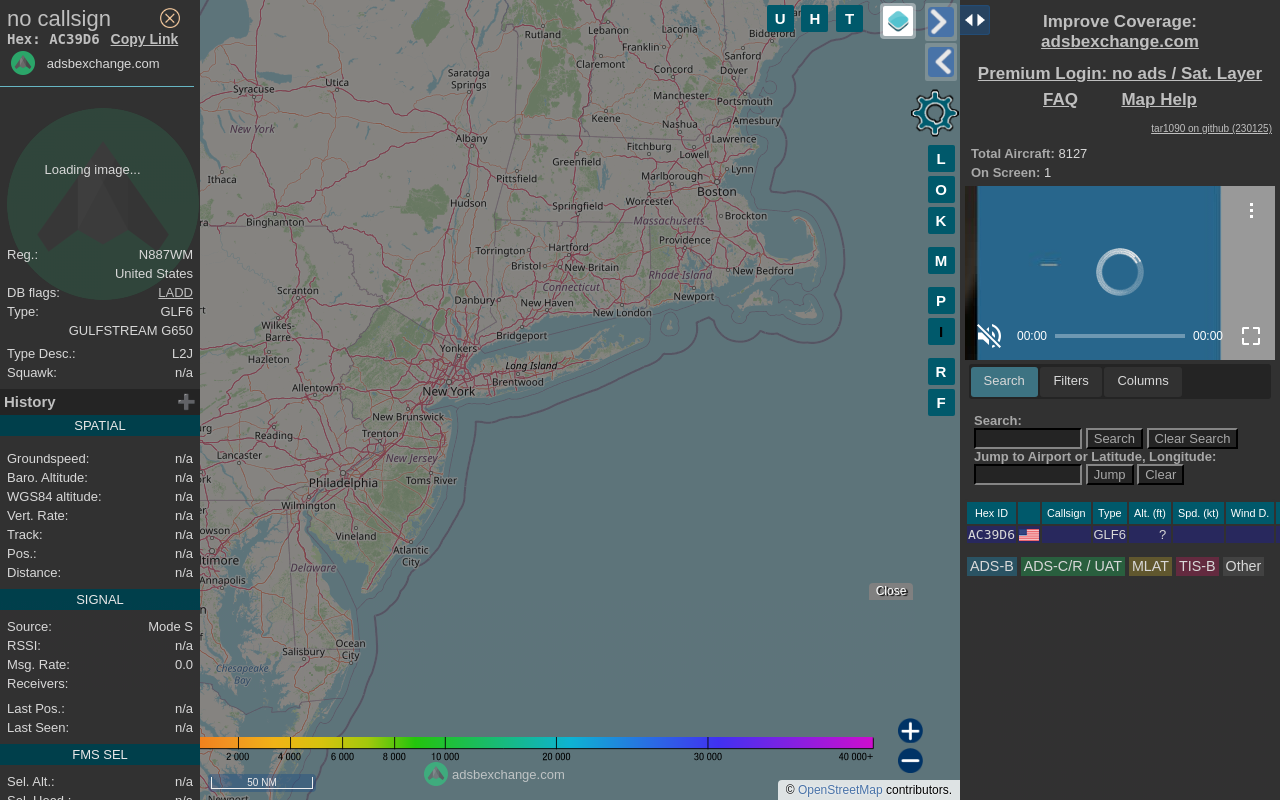 no callsign
Hex: AC39D6 Copy Link
adsbexchange.com
Loading image...
Reg.: N887WM
United States
DB flags: LADD
Type: GLF6
GULFSTREAM G650
Type Desc.: L2J
Squawk: n/a
History
SPATIAL
Groundspeed: n/a
Baro. Altitude: n/a
WGS84 altitude: n/a
Vert. Rate: n/a
Track: n/a
Pos.: n/a
Distance: n/a
SIGNAL
Source: Mode S
RSSI: n/a
Msg. Rate: 0.0
Receivers:
Last Pos.: n/a
Last Seen: n/a
FMS SEL
Sel. Alt.: n/a
U H T
L
O
K
M
P
I
R
F
Rutland
Lebanon
Laconia
Biddeford
Franklin
Sanford
Claremont
Concord
Dover
Saratoga
Springs
Utica
Syracuse
Manchester
Portsmouth
Keene
Nashua
Amesbury
New York
Albany
Fitchburg
Lawrence
Lowell
Greenfield
Lynn
Ithaca
Pittsfield
Marlborough
Boston
Hudson
Springfield
Worcester
Brockton
Binghamton
Massachusetts
Torrington
Hartford
Providence
Bristol
New Britain
Rhode Island
New Bedford
Connecticut
Scranton
Danbury
New Haven
Newport
New London
Wilkes-
Barre
Bridgeport
Yonkers
Hazleton
Long Island
Allentown
New York
Brentwood
New Brunswick
Reading
Trenton
Lancaster
New Jersey
Philadelphia
Toms River
Wilmington
Vineland
Atlantic
City
Delaware
Annapolis
Ocean
City
Salisbury
Chesapeake
Bay
Close
2 000 4 000 6 000 8 000 10 000 20 000 30 000 40 000+
adsbexchange.com
50 NM
© OpenStreetMap contributors.
Improve Coverage:
adsbexchange.com
Premium Login: no ads / Sat. Layer
FAQ Map Help
tar1090 on github (230125)
Total Aircraft: 8127
On Screen: 1
00:00 00:00
Search Filters Columns
Search:
Search Clear Search
Jump to Airport or Latitude, Longitude:
Jump Clear
Hex ID Callsign Type Alt. (ft) Spd. (kt) Wind D.
AC39D6 GLF6 ?
ADS-B ADS-C/R / UAT MLAT TIS-B Other